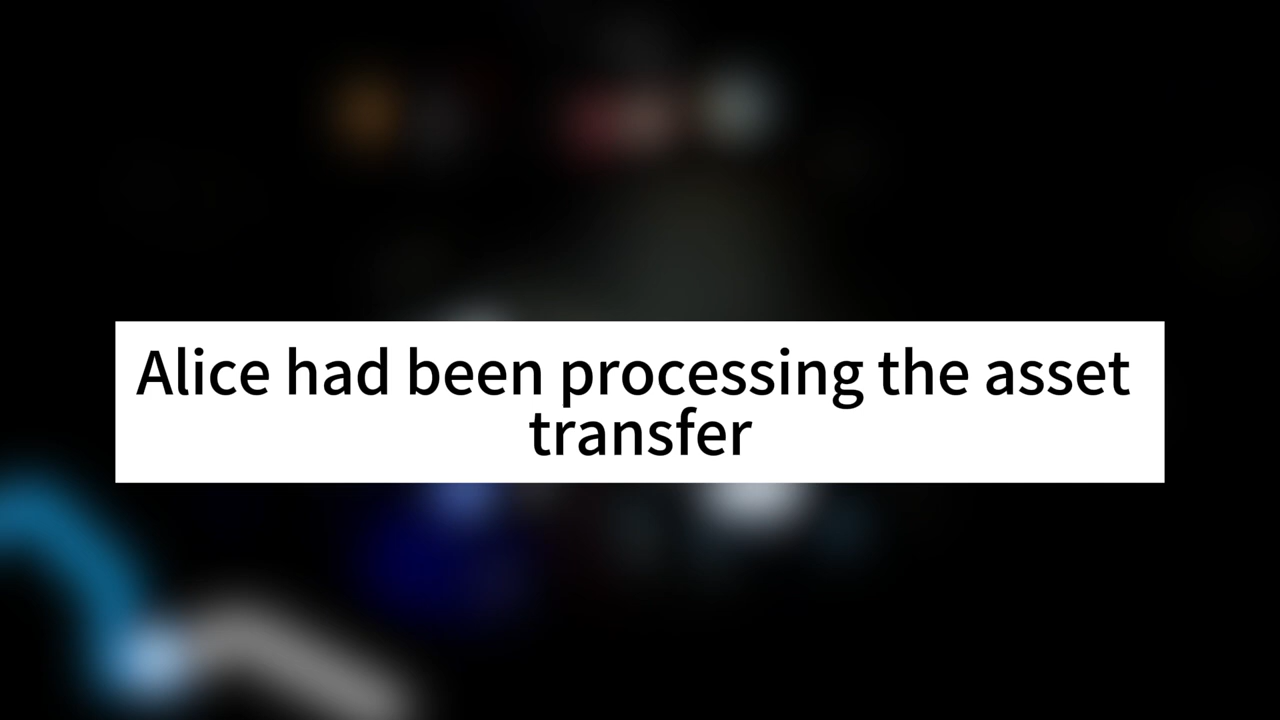 Alice had been processing the asset
transfer